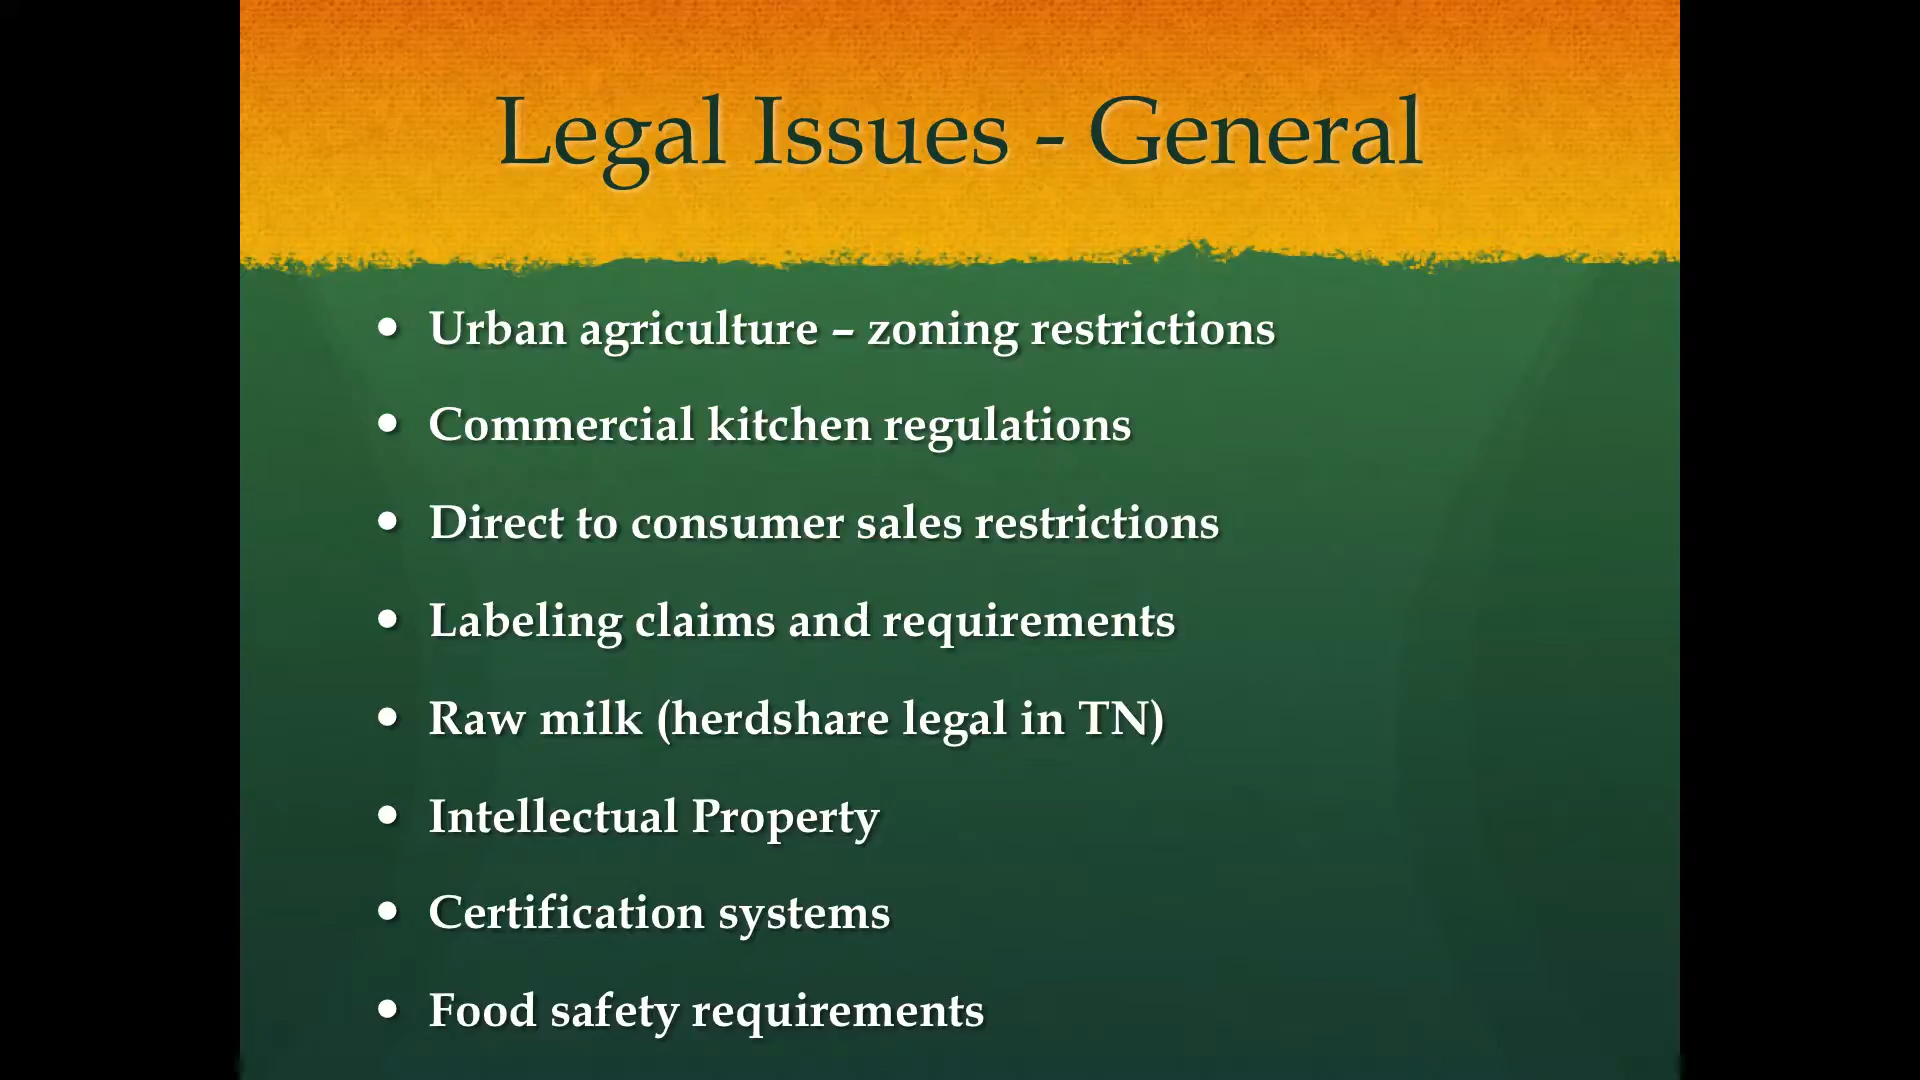 Legal Issues - General
• Urban agriculture – zoning restrictions
• Commercial kitchen regulations
• Direct to consumer sales restrictions
• Labeling claims and requirements
• Raw milk (herdshare legal in TN)
• Intellectual Property
• Certification systems
• Food safety requirements